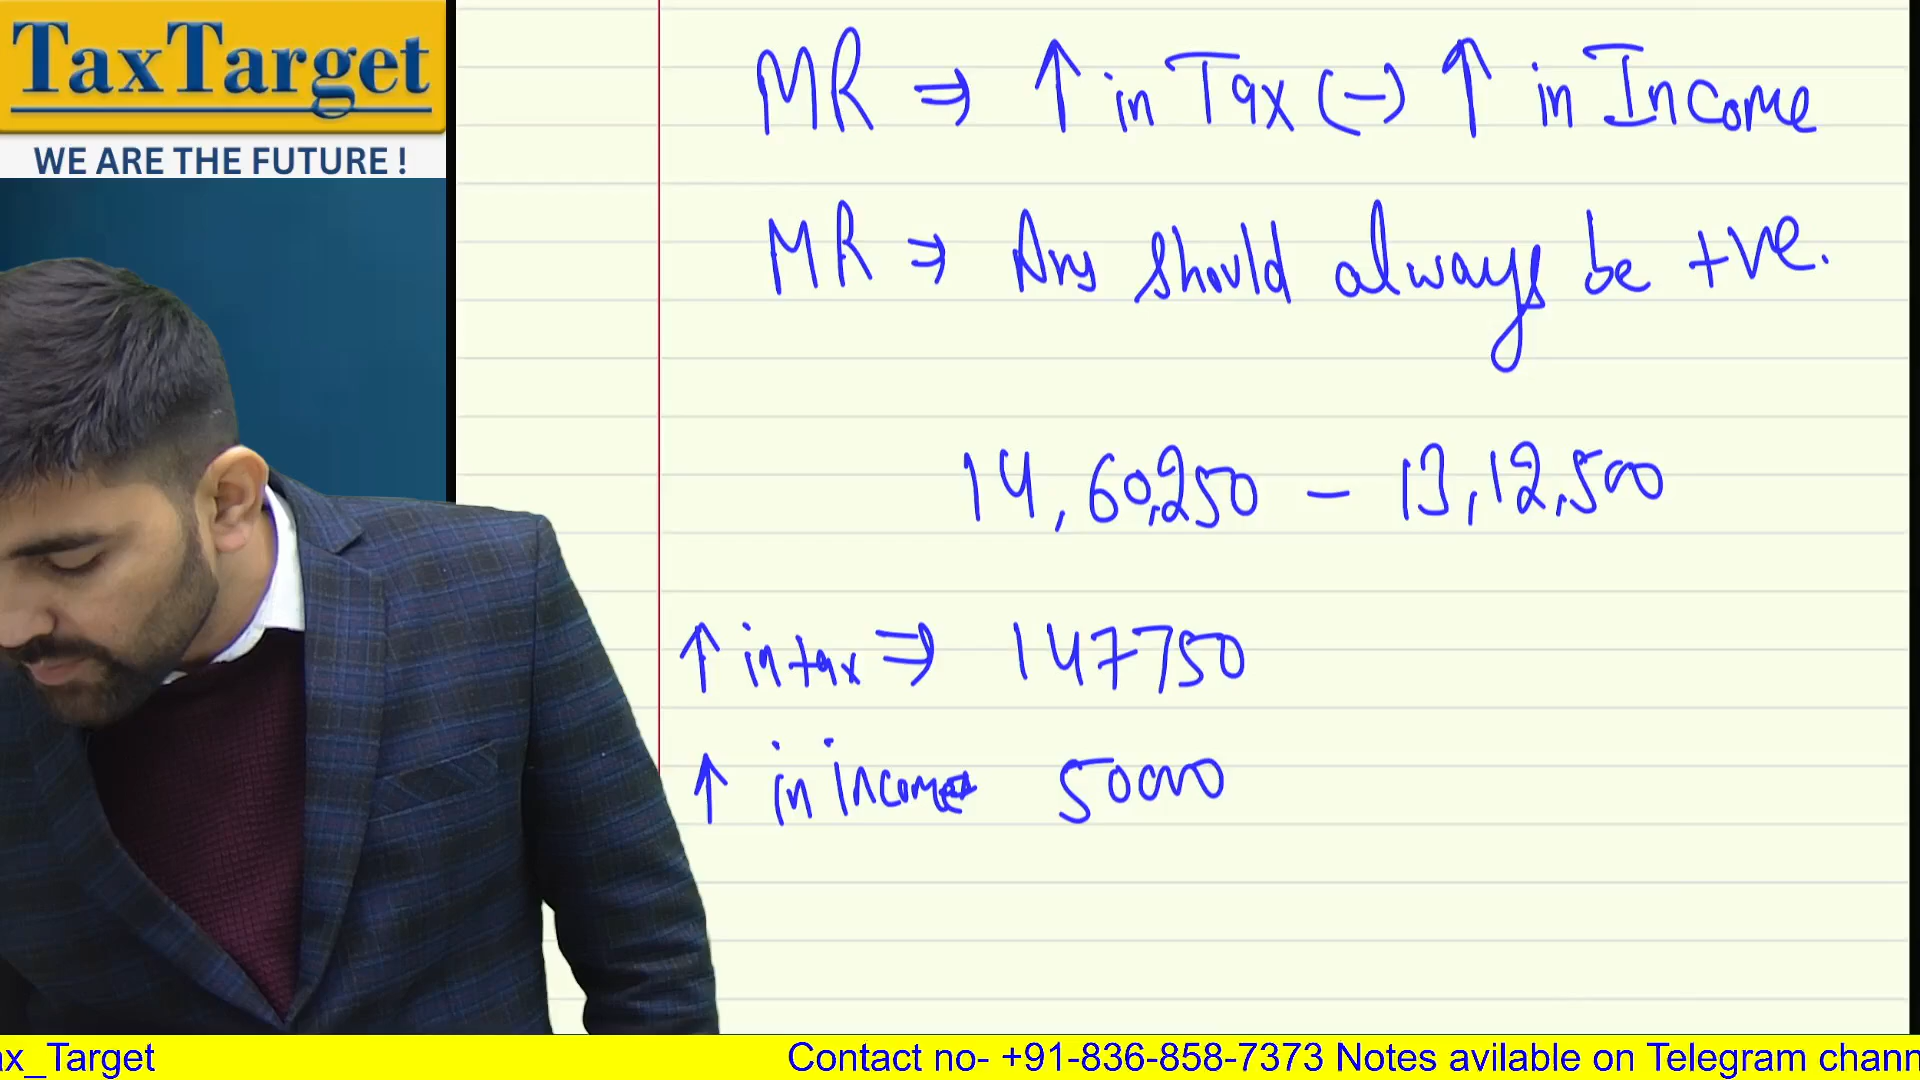 TaxTarget
WE ARE THE FUTURE !
MR ⇒ ↑ in Tax (-) ↑ in Income
MR ⇒ Ans should always be +ve.
14,60,250 - 13,12,500
↑ in tax ⇒ 147750
↑ in income 50000
ax_Target
Contact no- +91-836-858-7373 Notes avilable on Telegram chann